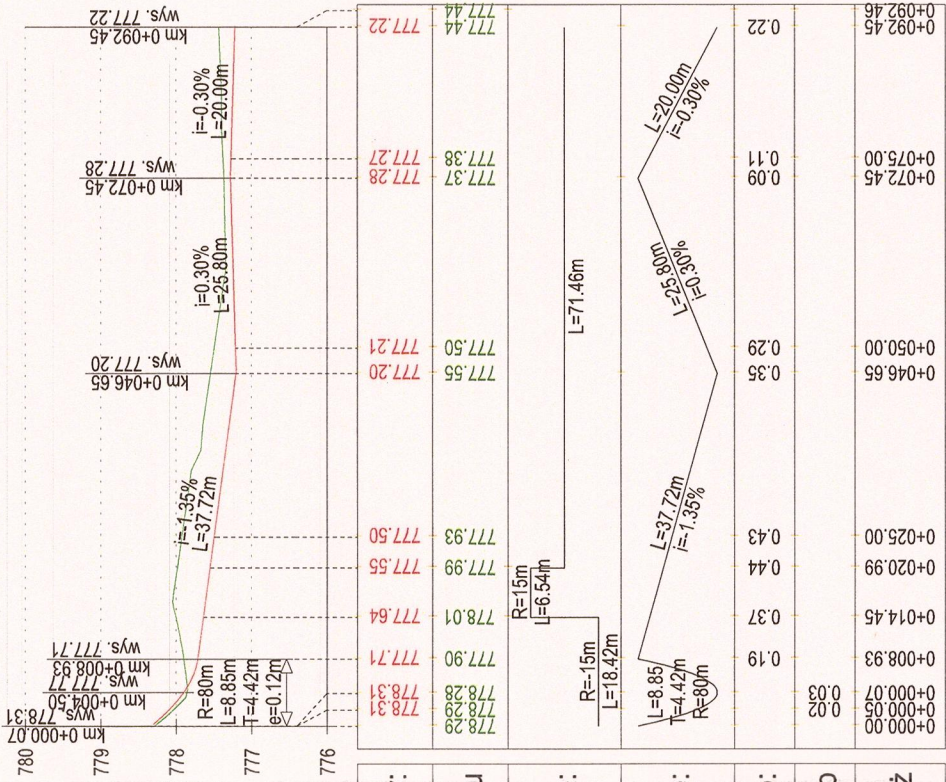 780
779
778
777
776
wys. 777.22
km 0+092.45
i=-0.30%
L=20.00m
wys. 777.28
km 0+072.45
i=0.30%
L=25.80m
wys. 777.20
km 0+046.65
i=-1.35%
L=37.72m
wys. 777.71
km 0+008.93
wys. 777.77
km 0+004.50
wys. 778.31
km 0+000.07
R=80m
L=8.85m
T=4.42m
e=0.12m
777.22
777.27
777.28
777.21
777.20
777.50
777.55
777.64
777.71
778.31
778.31
777.44
777.44
777.38
777.37
777.50
777.55
777.93
777.99
778.01
777.90
778.28
778.29
778.29
L=71.46m
R=15m
L=6.54m
R=-15m
L=18.42m
L=20.00m
i=-0.30%
L=25.80m
i=0.30%
L=37.72m
i=-1.35%
L=8.85
T=4.42m
R=80m
0.22
0.11
0.09
0.29
0.35
0.43
0.44
0.37
0.19
0.03
0.02
0+092.46
0+092.45
0+075.00
0+072.45
0+050.00
0+046.65
0+025.00
0+020.99
0+014.45
0+008.93
0+000.07
0+000.05
0+000.00